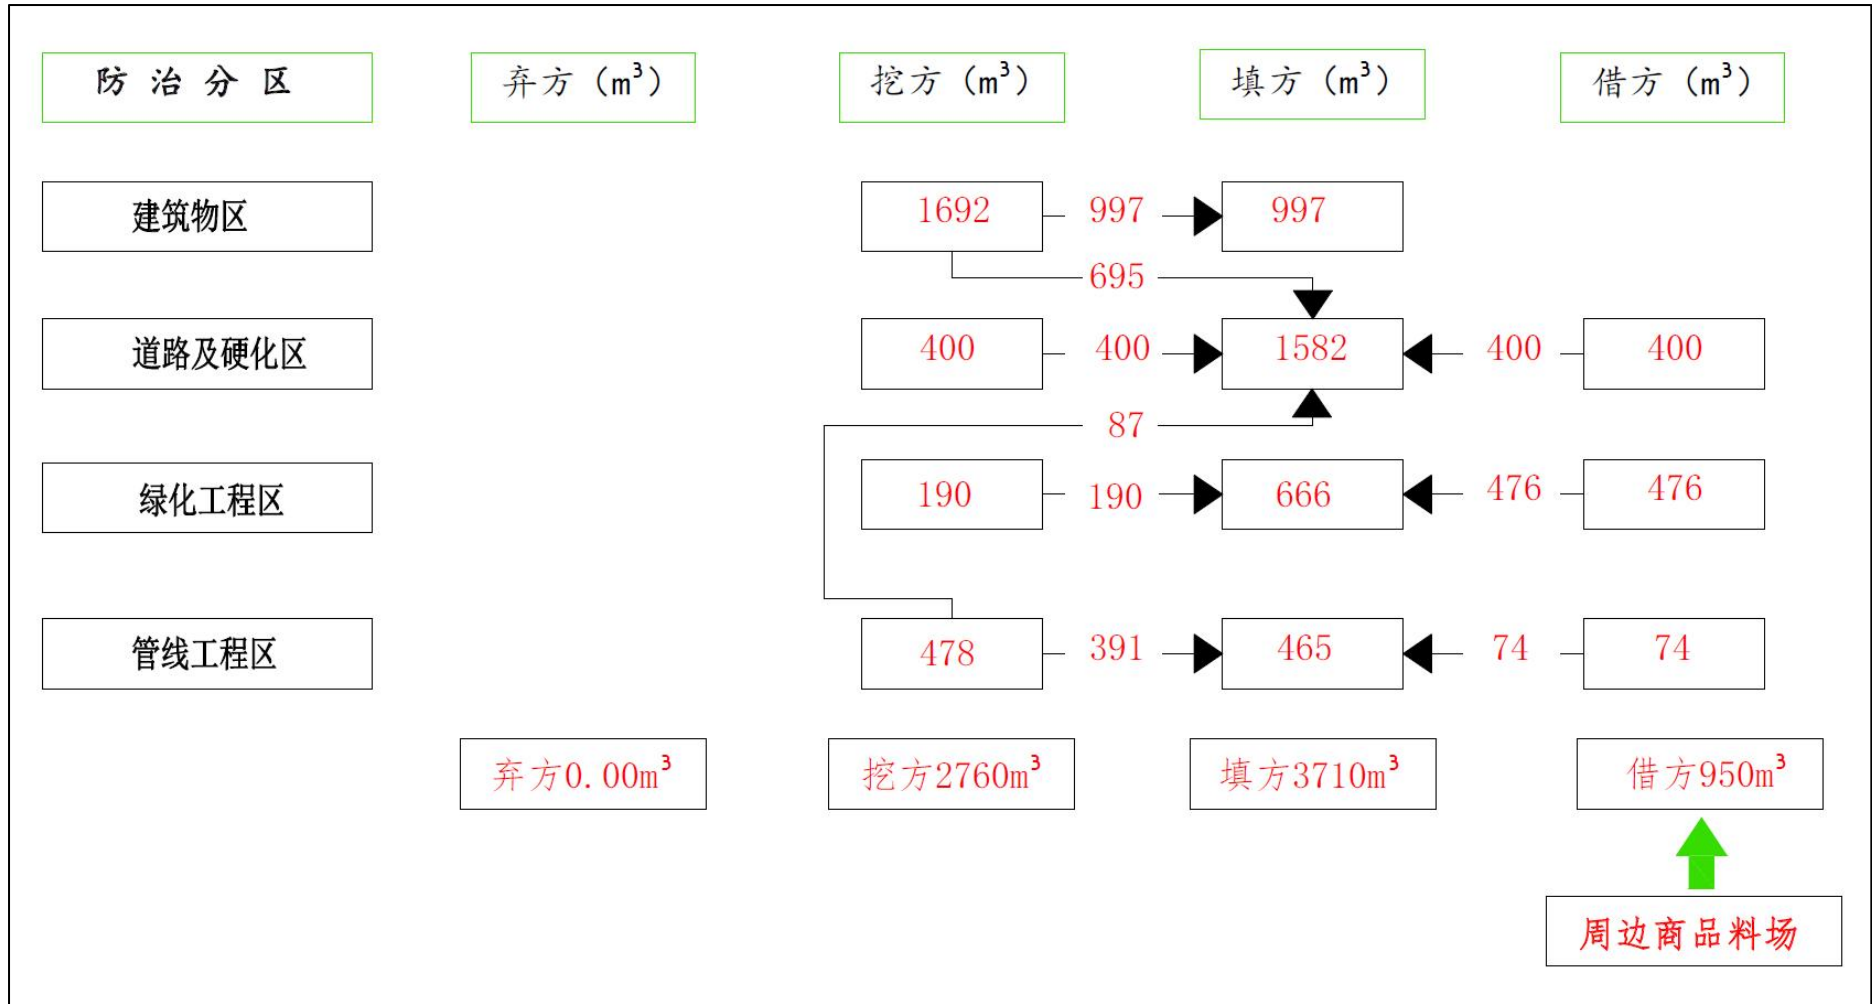 防 治 分 区
弃方（m³）
挖方（m³）
填方（m³）
借方（m³）
建筑物区
1692
997
997
695
道路及硬化区
400
400
1582
400
400
87
绿化工程区
190
190
666
476
476
管线工程区
478
391
465
74
74
弃方0.00m³
挖方2760m³
填方3710m³
借方950m³
周边商品料场